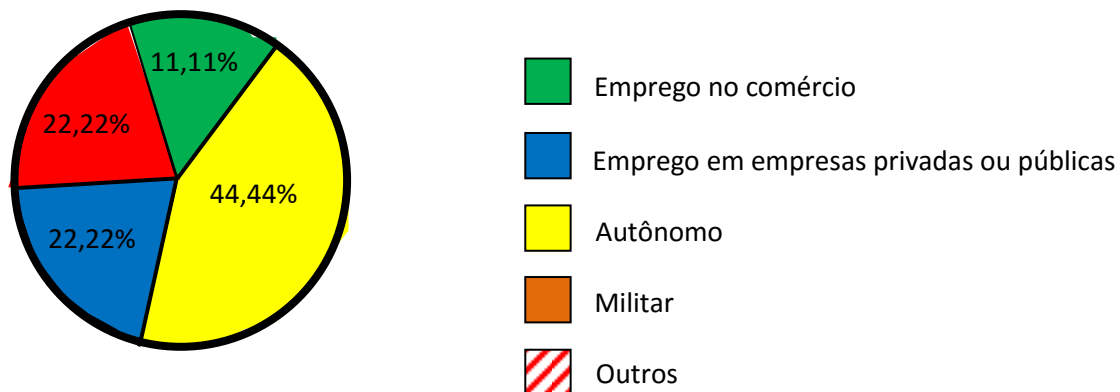 11,11%
22,22%
44,44%
22,22%
Emprego no comércio
Emprego em empresas privadas ou públicas
Autônomo
Militar
Outros